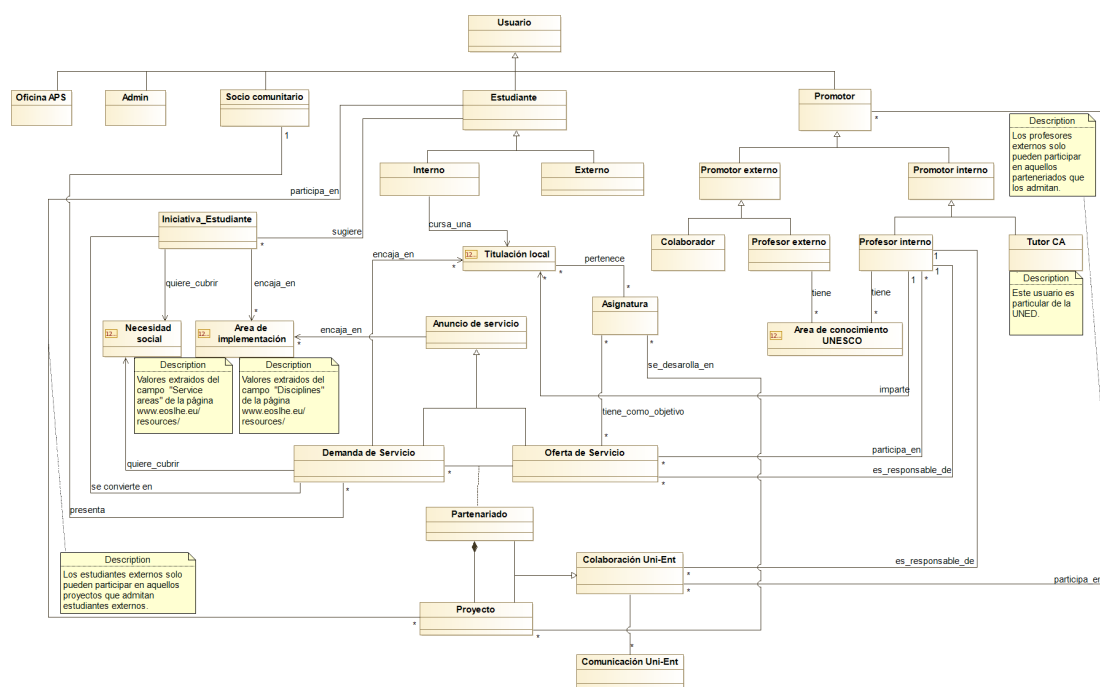 Usuario
Oficina APS
Admin
Socio comunitario
Estudiante
Promotor
1
*
Description
Los profesores
externos solo
pueden participar
en aquellos
parteneriados que
los admitan.
Interno
Externo
Promotor externo
Promotor interno
participa_en
Iniciativa_Estudiante
*
sugiere
cursa_una
Colaborador
Profesor externo
Profesor interno
Tutor CA
Titulación local
encaja_en
*
*
pertenece
*
*
1
1
1
*
Description
Este usuario es
particular de la
UNED.
quiere_cubrir
encaja_en
*
tiene
tiene
Asignatura
Necesidad
social
Area de
implementación
*
encaja_en
Anuncio de servicio
Area de conocimiento
UNESCO
Description
Valores extraidos del
campo "Service
areas" de la página
www.eoslhe.eu/
resources/
Description
Valores extraidos del
campo "Disciplines"
de la página
www.eoslhe.eu/
resources/
*
*
se_desarolla_en
imparte
tiene_como_objetivo
*
Demanda de Servicio
Oferta de Servicio
quiere_cubrir
*
*
*
participa_en
es_responsable_de
se convierte en
*
presenta
Partenariado
Description
Los estudiantes externos solo
pueden participar en aquellos
proyectos que admitan
estudiantes externos.
Colaboración Uni-Ent
*
*
*
es_responsable_de
participa_en
Proyecto
*
*
*
Comunicación Uni-Ent